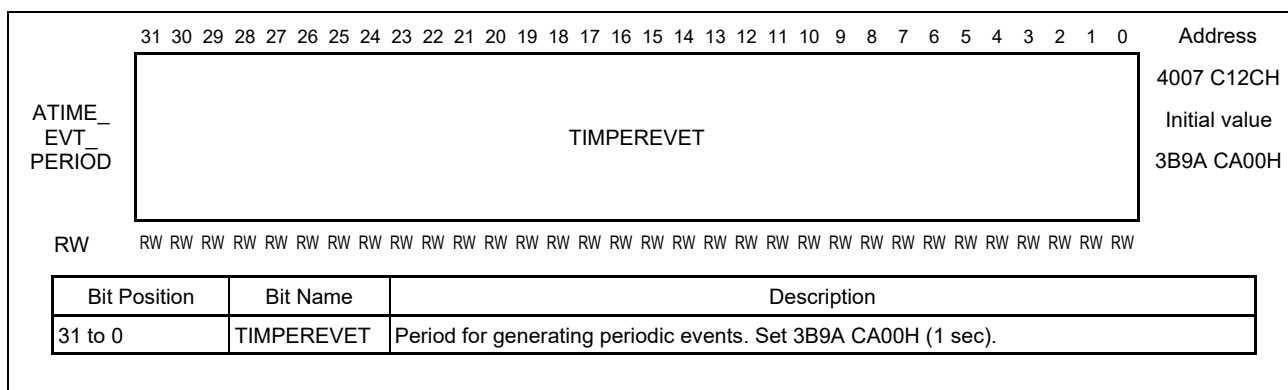 31 30 29 28 27 26 25 24 23 22 21 20 19 18 17 16 15 14 13 12 11 10 9 8 7 6 5 4 3 2 1 0 Address
4007 C12CH
ATIME_
EVT_
PERIOD
TIMPEREVET
Initial value
3B9A CA00H
RW RW RW RW RW RW RW RW RW RW RW RW RW RW RW RW RW RW RW RW RW RW RW RW RW RW RW RW RW RW RW RW RW
Bit Position Bit Name Description
31 to 0 TIMPEREVET Period for generating periodic events. Set 3B9A CA00H (1 sec).